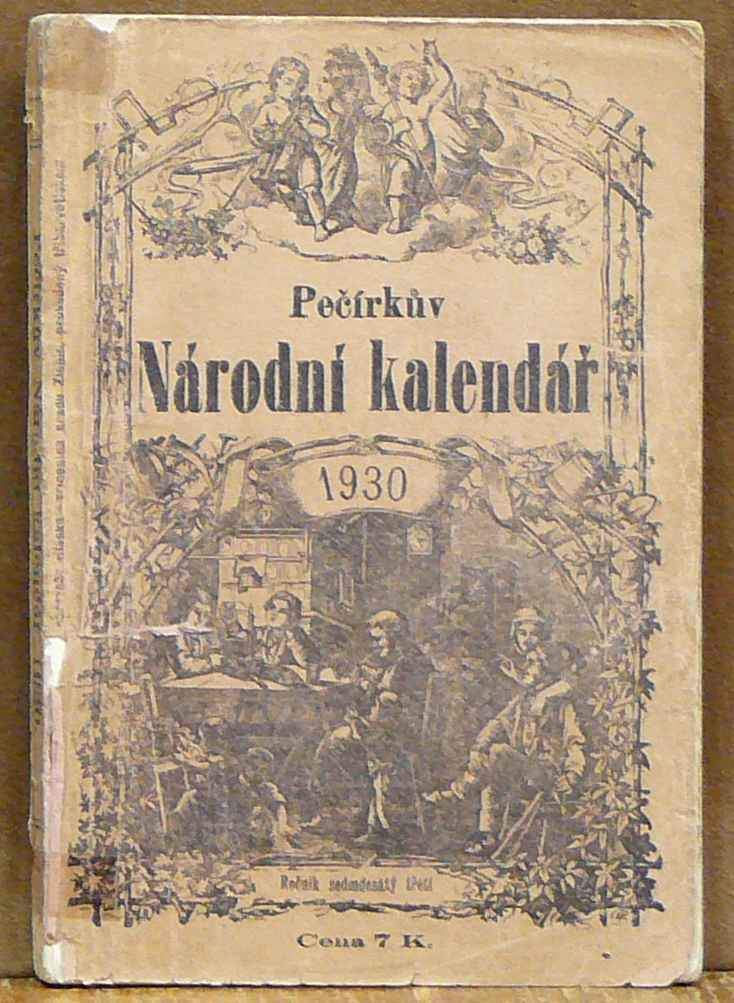 Pečírkův
Národní kalendář
1930
Ročník sedmdesátý třetí
Cena 7 K.